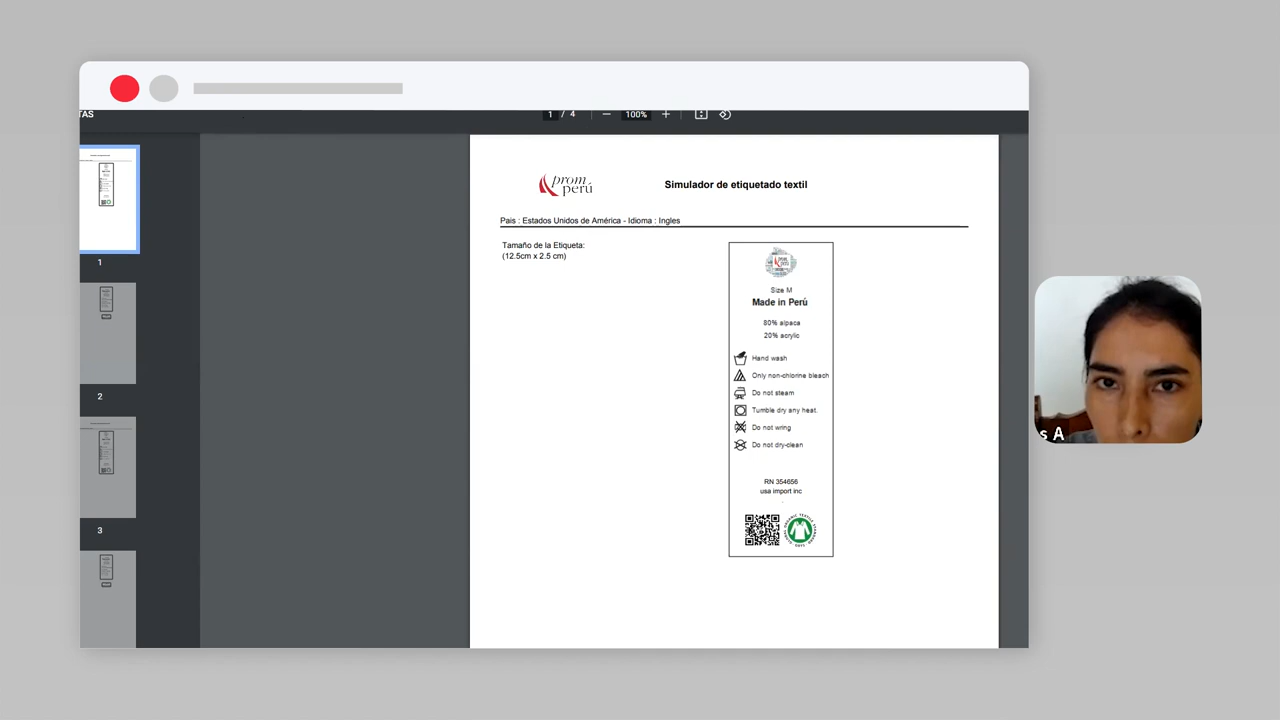 TAS
1 / 4
100%
prom
perú
Simulador de etiquetado textil
Pais : Estados Unidos de América - Idioma : Ingles
Tamaño de la Etiqueta:
(12.5cm x 2.5 cm)
Size M
Made in Perú
80% alpaca
20% acrylic
Hand wash
Only non-chlorine bleach
Do not steam
Tumble dry any heat.
Do not wring
Do not dry-clean
RN 354656
usa import inc
1
2
3
s A